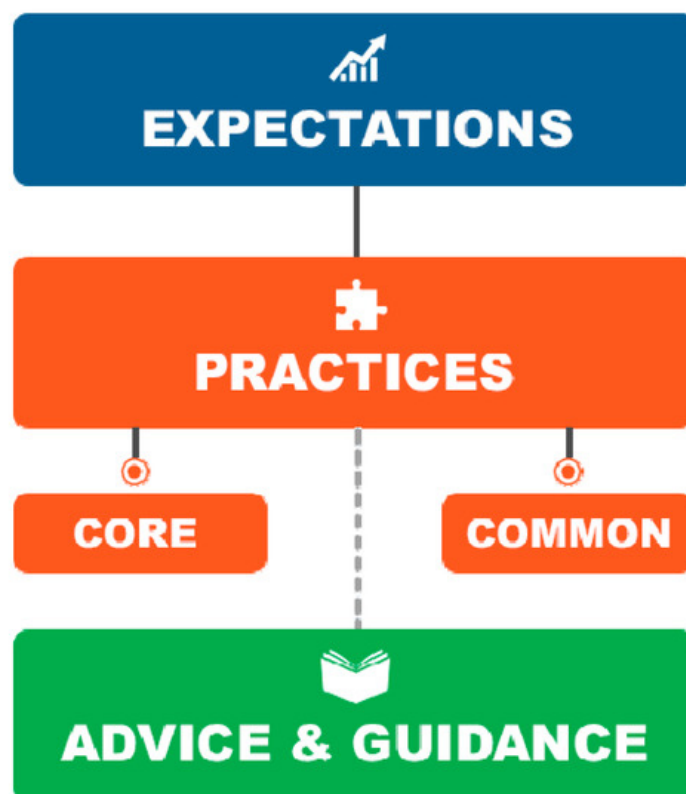 EXPECTATIONS
PRACTICES
CORE
COMMON
ADVICE & GUIDANCE